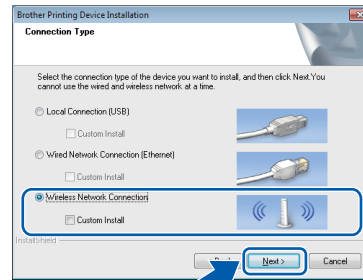 Brother Printing Device Installation
Connection Type
Select the connection type of the device you want to install, and then click Next.You
cannot use the wired and wireless network at a time.
Local Connection (USB)
Custom Install
Wired Network Connection (Ethernet)
Custom Install
Wireless Network Connection
Custom Install
InstallShield
Next >
Cancel